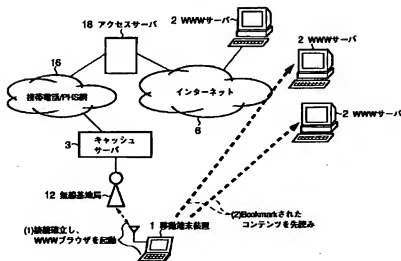 18 アクセスサーバ
2 WWWサーバ
2 WWWサーバ
16
携帯電話/PHS網
インターネット
6
2 WWWサーバ
3
キャッシュ
サーバ
12 無線基地局
1 移動端末装置
(1)接続確立し、
WWWブラウザを起動
(2)Bookmarkされた
コンテンツを先読み